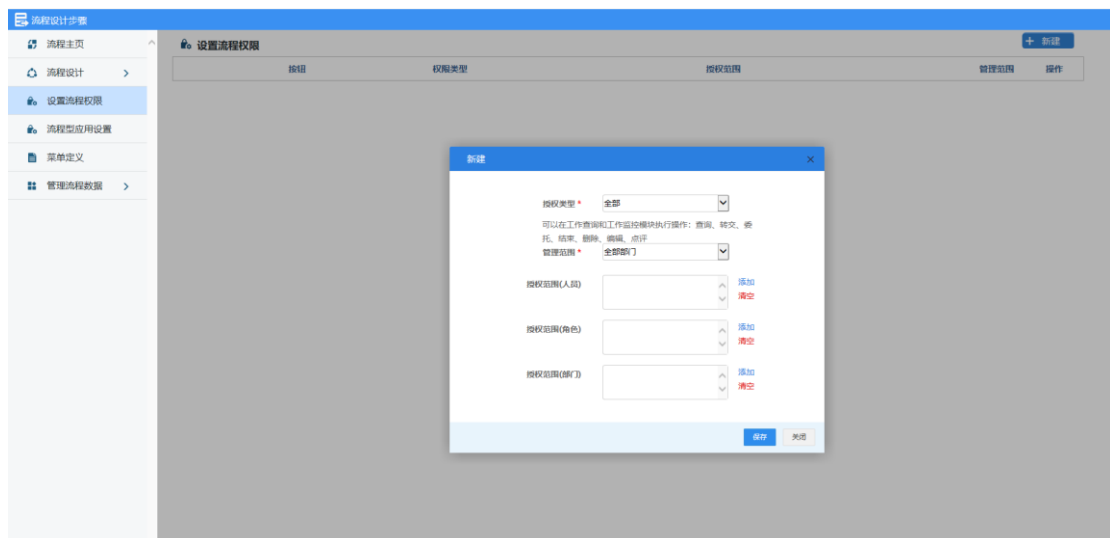 流程设计步骤
流程主页
流程设计
设置流程权限
流程型应用设置
菜单定义
管理流程数据
设置流程权限
+ 新建
按钮 权限类型 授权范围 管理范围 操作
新建
授权类型 * 全部
可以在工作查询和工作监控模块执行操作：查询、转交、委
托、结束、删除、编辑、点评
管理范围 * 全部部门
授权范围(人员) 添加
清空
授权范围(角色) 添加
清空
授权范围(部门) 添加
清空
保存 关闭